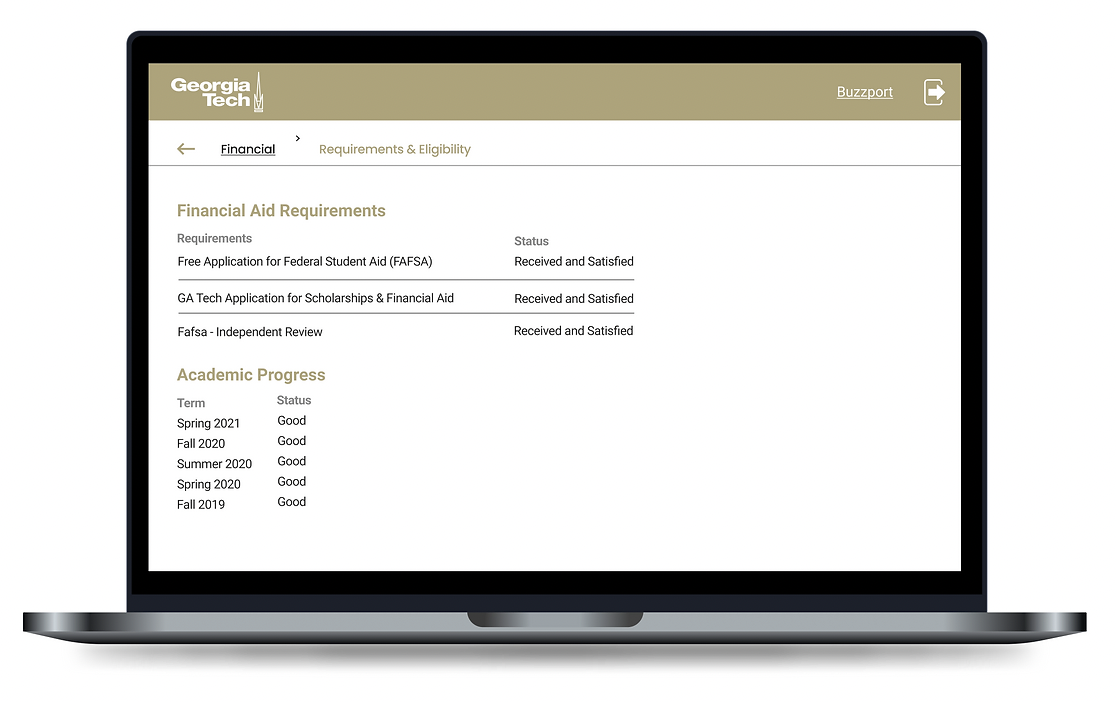 Georgia
Tech
Buzzport
Financial > Requirements & Eligibility
Financial Aid Requirements
Requirements Status
Free Application for Federal Student Aid (FAFSA) Received and Satisfied
GA Tech Application for Scholarships & Financial Aid Received and Satisfied
Fafsa - Independent Review Received and Satisfied
Academic Progress
Term Status
Spring 2021 Good
Fall 2020 Good
Summer 2020 Good
Spring 2020 Good
Fall 2019 Good